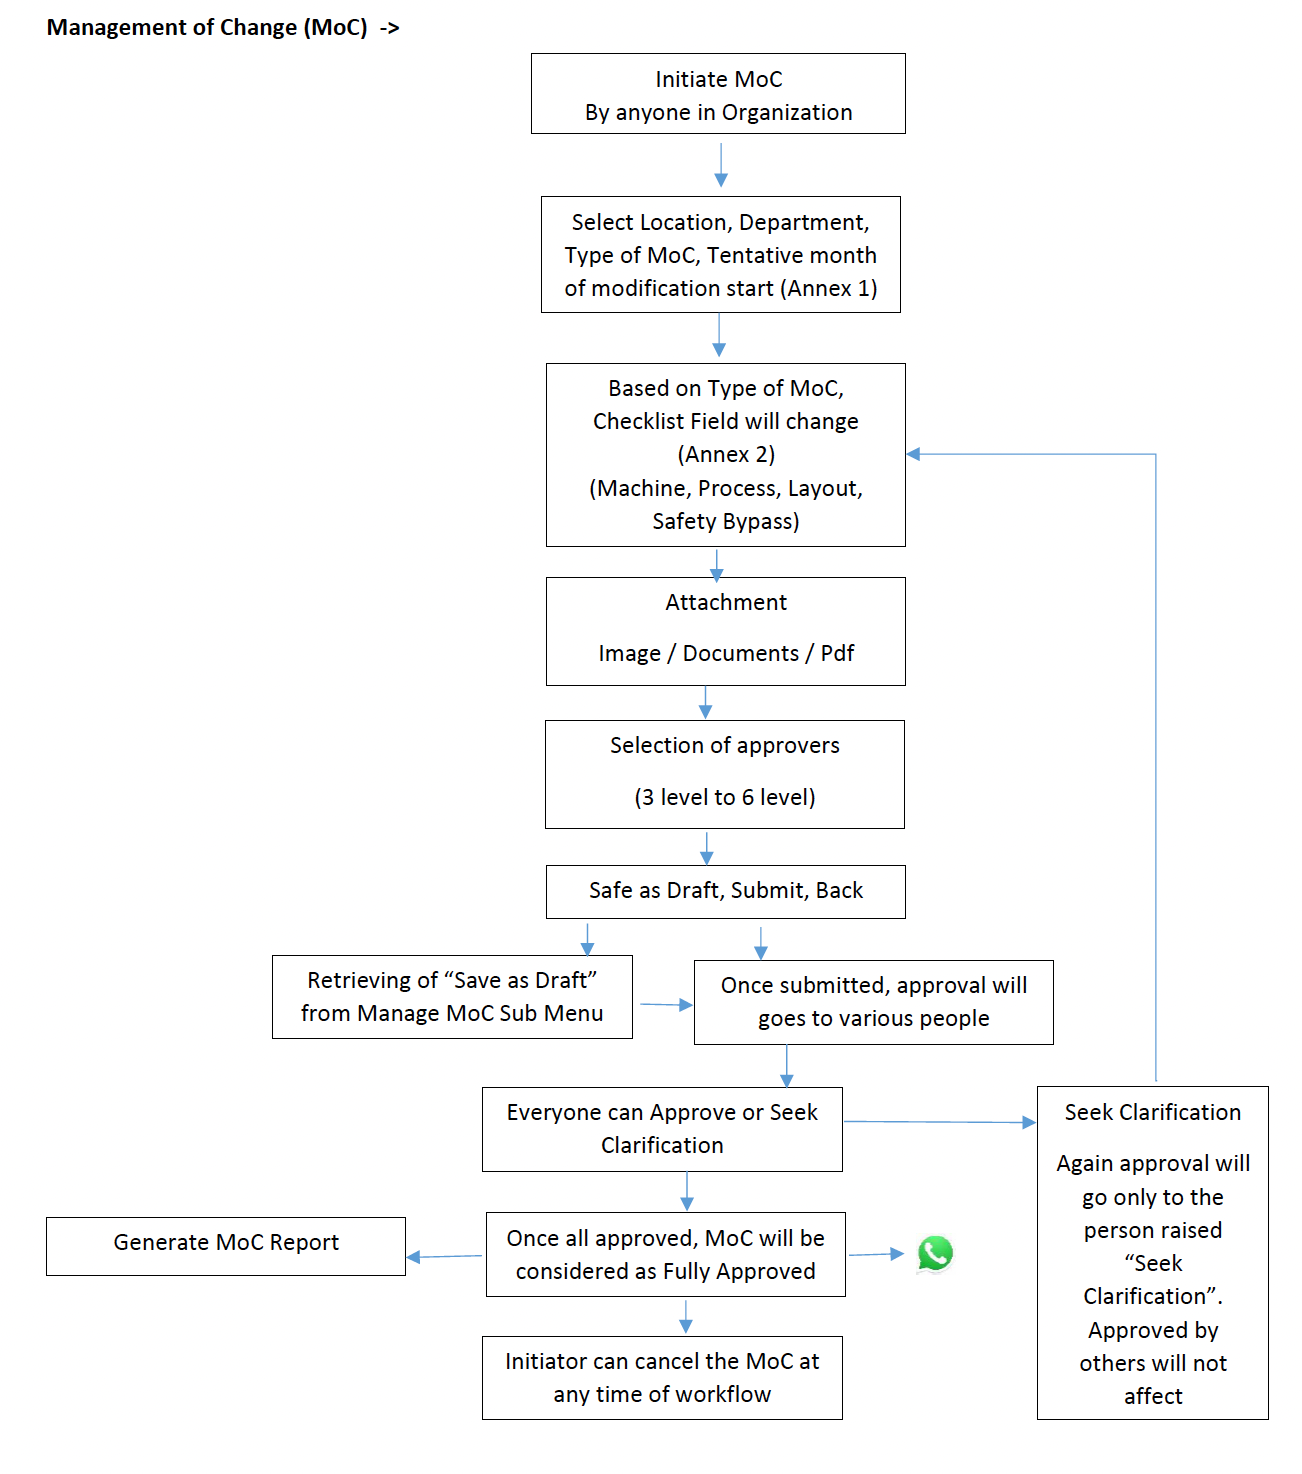 Management of Change (MoC) ->
Initiate MoC
By anyone in Organization
Select Location, Department,
Type of MoC, Tentative month
of modification start (Annex 1)
Based on Type of MoC,
Checklist Field will change
(Annex 2)
(Machine, Process, Layout,
Safety Bypass)
Attachment
Image / Documents / Pdf
Selection of approvers
(3 level to 6 level)
Safe as Draft, Submit, Back
Retrieving of “Save as Draft”
from Manage MoC Sub Menu
Once submitted, approval will
goes to various people
Everyone can Approve or Seek
Clarification
Seek Clarification
Again approval will
go only to the
person raised
“Seek
Clarification”.
Approved by
others will not
affect
Generate MoC Report
Once all approved, MoC will be
considered as Fully Approved
Initiator can cancel the MoC at
any time of workflow